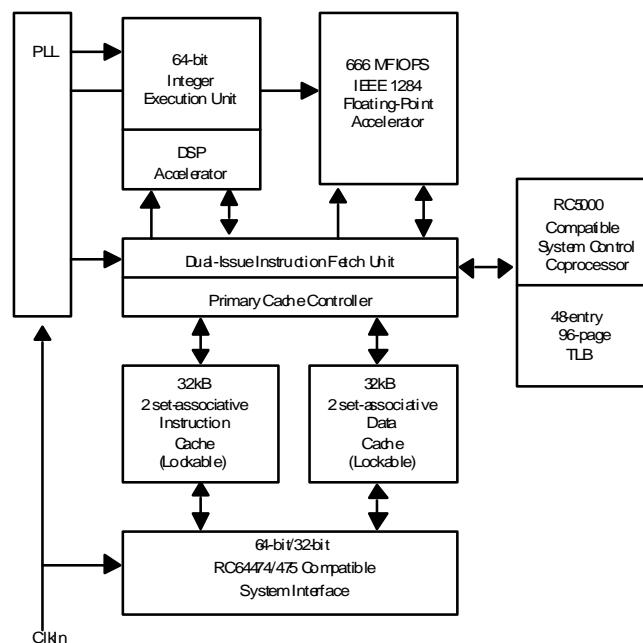 PLL
64-bit
Integer
Execution Unit
DSP
Accelerator
666 MFlOPS
IEEE 1284
Floating-Point
Accelerator
RC5000
Compatible
System Control
Coprocessor
48-entry
96-page
TLB
Dual-Issue Instruction Fetch Unit
Primary Cache Controller
32kB
2 set-associative
Instruction
Cache
(Lockable)
32kB
2 set-associative
Data
Cache
(Lockable)
64-bit/32-bit
RC64474/475 Compatible
System Interface
ClkIn